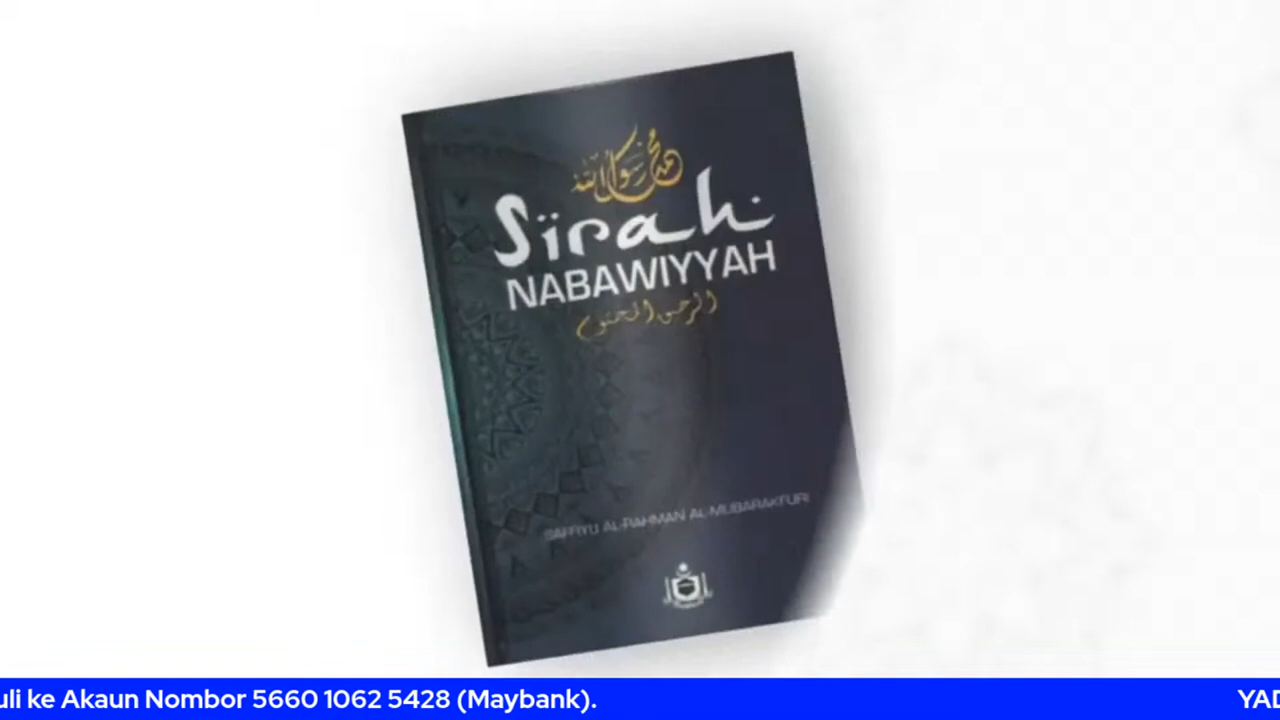 محمد رسول الله
Sirah
NABAWIYYAH
الرحيق المختوم
SAFIYU AL-RAHMAN AL-MUBARAKFURI
uli ke Akaun Nombor 5660 1062 5428 (Maybank).
YAD